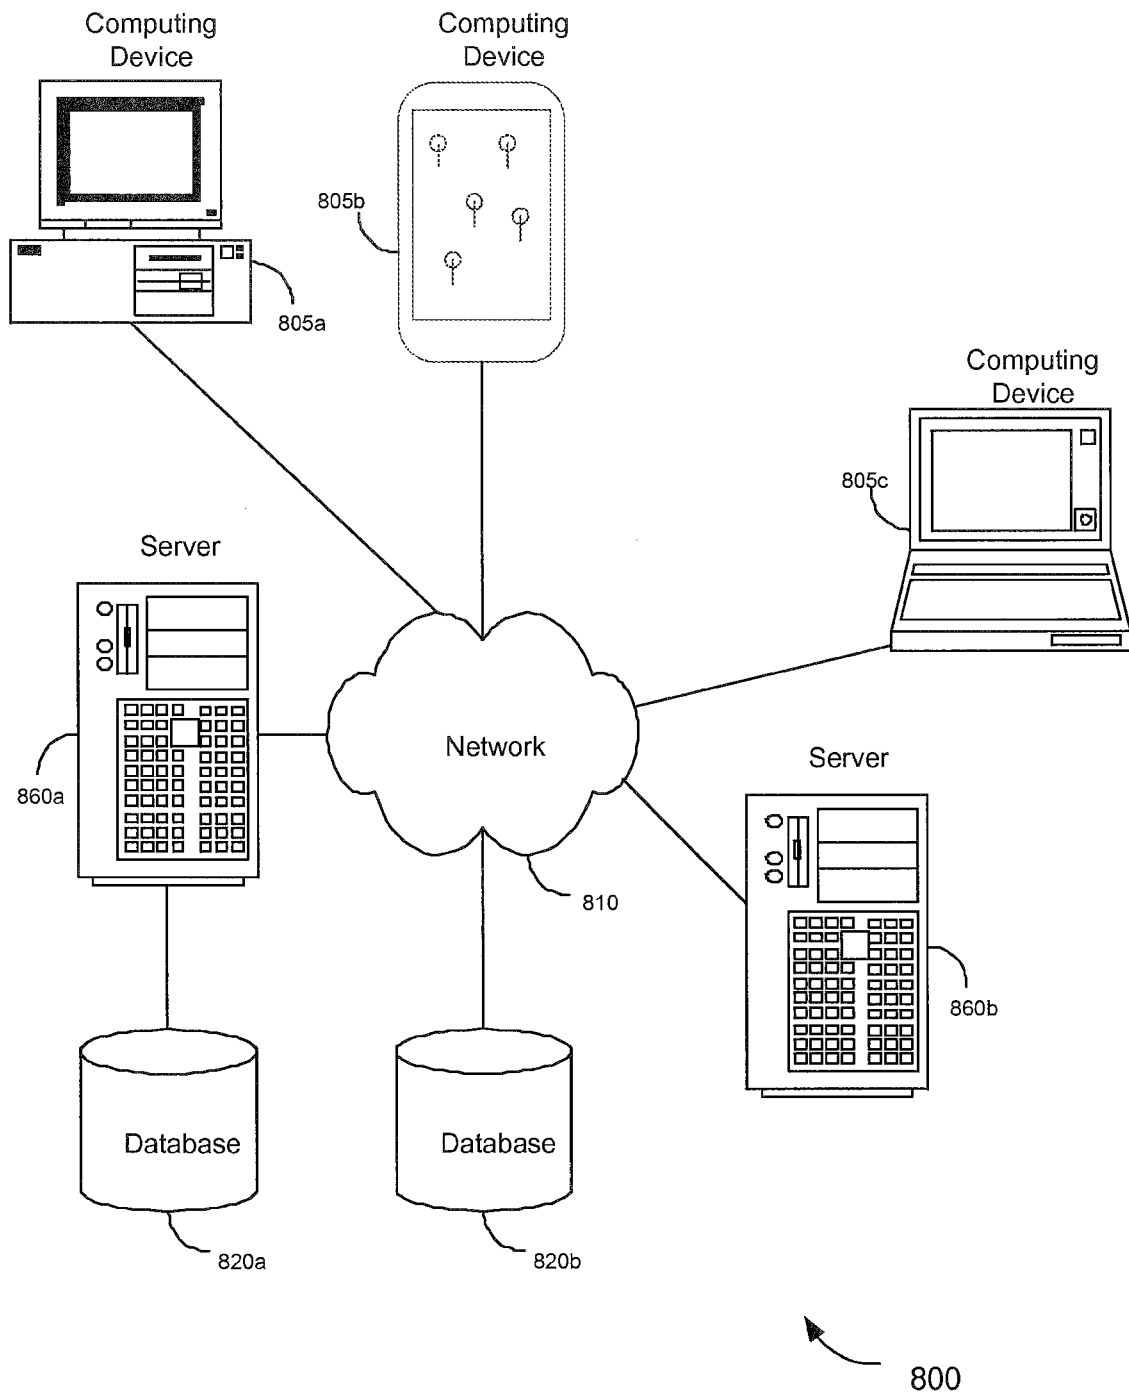 Computing
Device
Computing
Device
805b
805a
Computing
Device
805c
Server
Network
Server
860a
810
860b
Database
Database
820a
820b
800